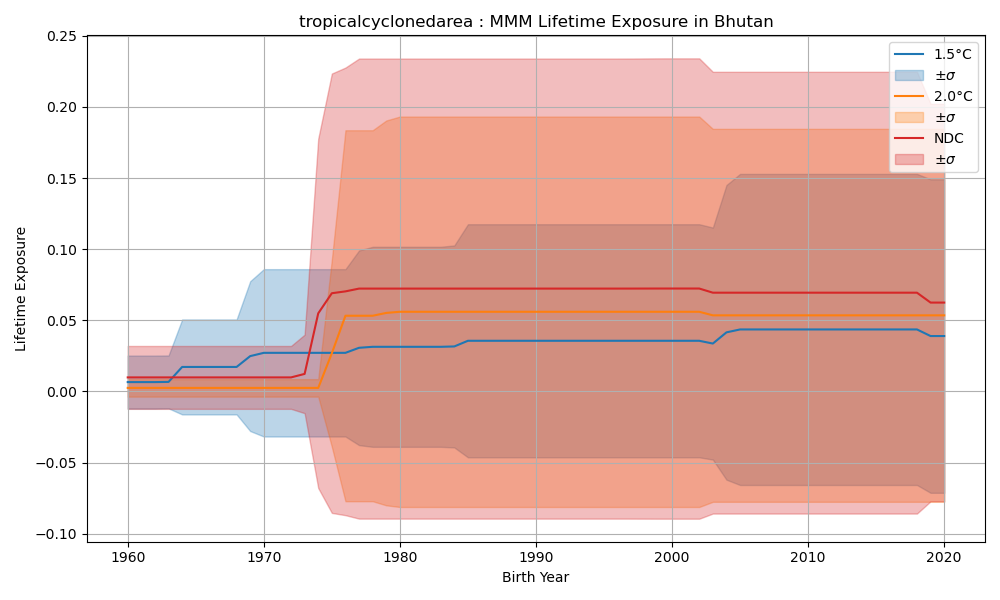 tropicalcyclonedarea : MMM Lifetime Exposure in Bhutan
0.25
0.20
0.15
0.10
0.05
0.00
−0.05
−0.10
Lifetime Exposure
1.5°C
±σ
2.0°C
±σ
NDC
±σ
1960 1970 1980 1990 2000 2010 2020
Birth Year